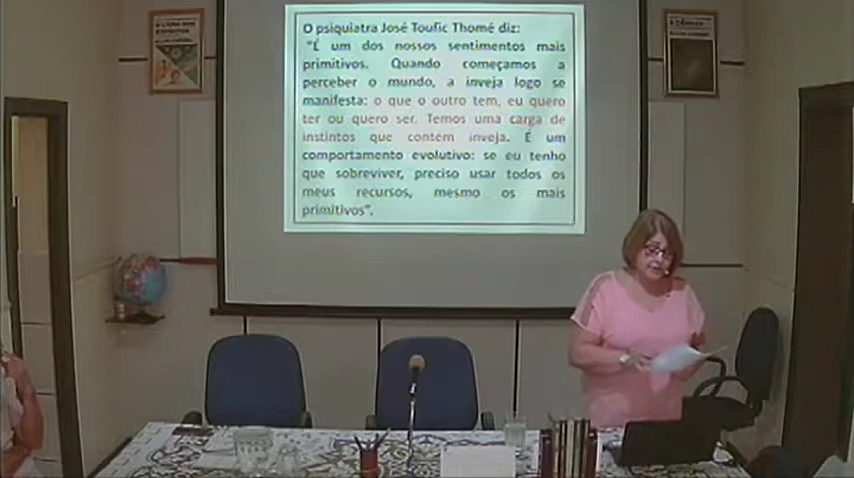 O psiquiatra José Toufic Thomé diz:
"É um dos nossos sentimentos mais
primitivos. Quando começamos a
perceber o mundo, a inveja logo se
manifesta: o que o outro tem, eu quero
ter ou quero ser. Temos uma carga de
instintos que contém inveja. É um
comportamento evolutivo: se eu tenho
que sobreviver, preciso usar todos os
meus recursos, mesmo os mais
primitivos".